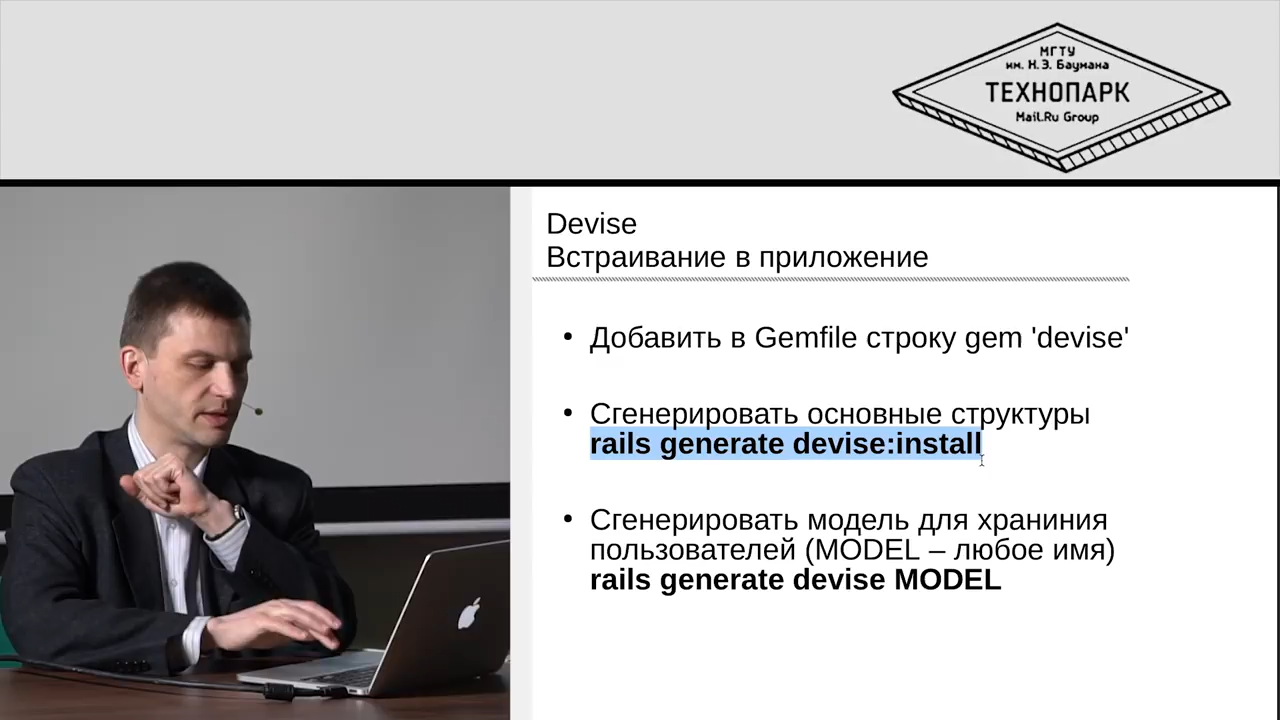 МГТУ
им. Н.Э. Баумана
ТЕХНОПАРК
Mail.Ru Group
Devise
Встраивание в приложение
• Добавить в Gemfile строку gem 'devise'
• Сгенерировать основные структуры
rails generate devise:install
• Сгенерировать модель для храниния
пользователей (MODEL – любое имя)
rails generate devise MODEL